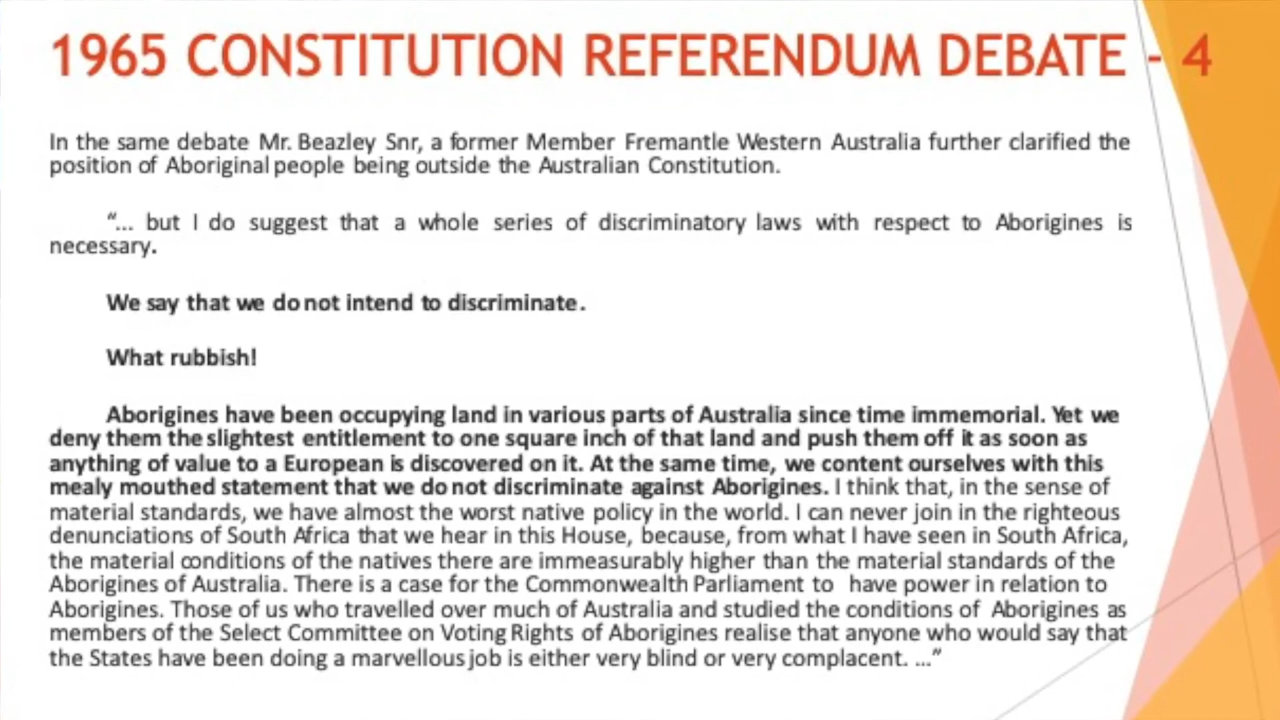 1965 CONSTITUTION REFERENDUM DEBATE - 4
In the same debate Mr. Beazley Snr, a former Member Fremantle Western Australia further clarified the
position of Aboriginal people being outside the Australian Constitution.
“... but I do suggest that a whole series of discriminatory laws with respect to Aborigines is
necessary.
We say that we do not intend to discriminate.
What rubbish!
Aborigines have been occupying land in various parts of Australia since time immemorial. Yet we
deny them the slightest entitlement to one square inch of that land and push them off it as soon as
anything of value to a European is discovered on it. At the same time, we content ourselves with this
mealy mouthed statement that we do not discriminate against Aborigines. I think that, in the sense of
material standards, we have almost the worst native policy in the world. I can never join in the righteous
denunciations of South Africa that we hear in this House, because, from what I have seen in South Africa,
the material conditions of the natives there are immeasurably higher than the material standards of the
Aborigines of Australia. There is a case for the Commonwealth Parliament to have power in relation to
Aborigines. Those of us who travelled over much of Australia and studied the conditions of Aborigines as
members of the Select Committee on Voting Rights of Aborigines realise that anyone who would say that
the States have been doing a marvellous job is either very blind or very complacent. ...”